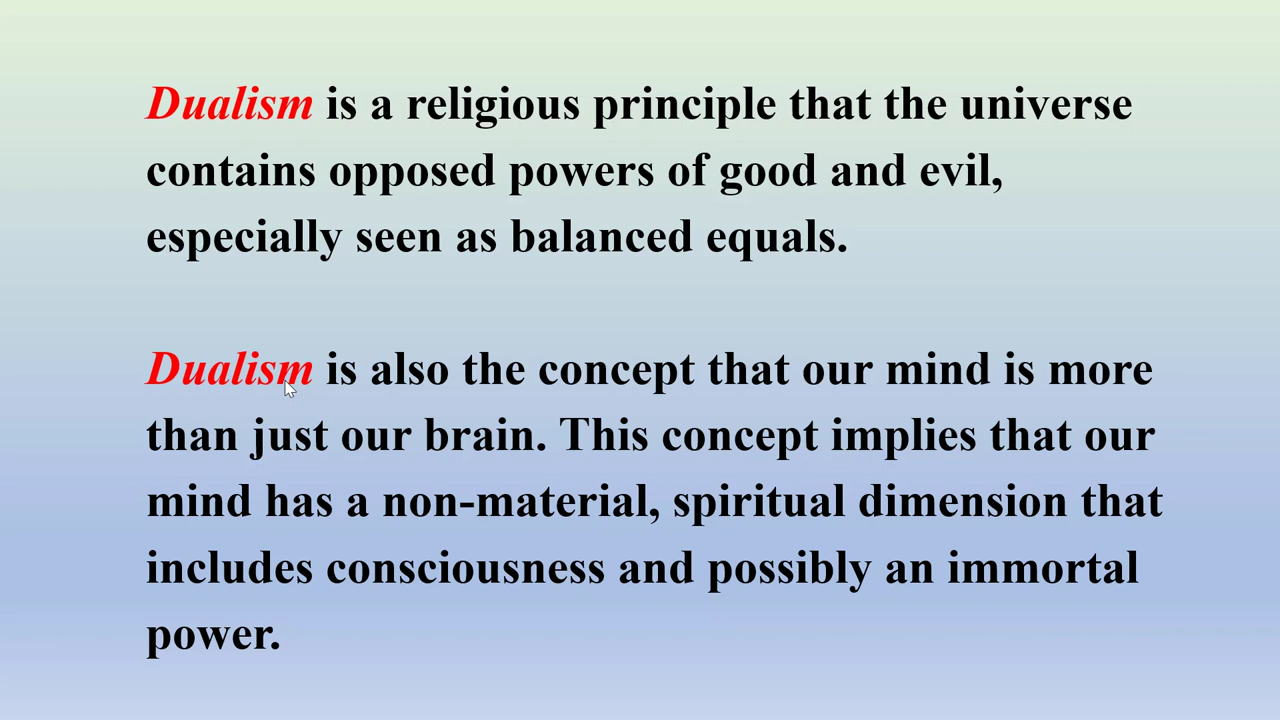 Dualism is a religious principle that the universe
contains opposed powers of good and evil,
especially seen as balanced equals.
Dualism is also the concept that our mind is more
than just our brain. This concept implies that our
mind has a non-material, spiritual dimension that
includes consciousness and possibly an immortal
power.